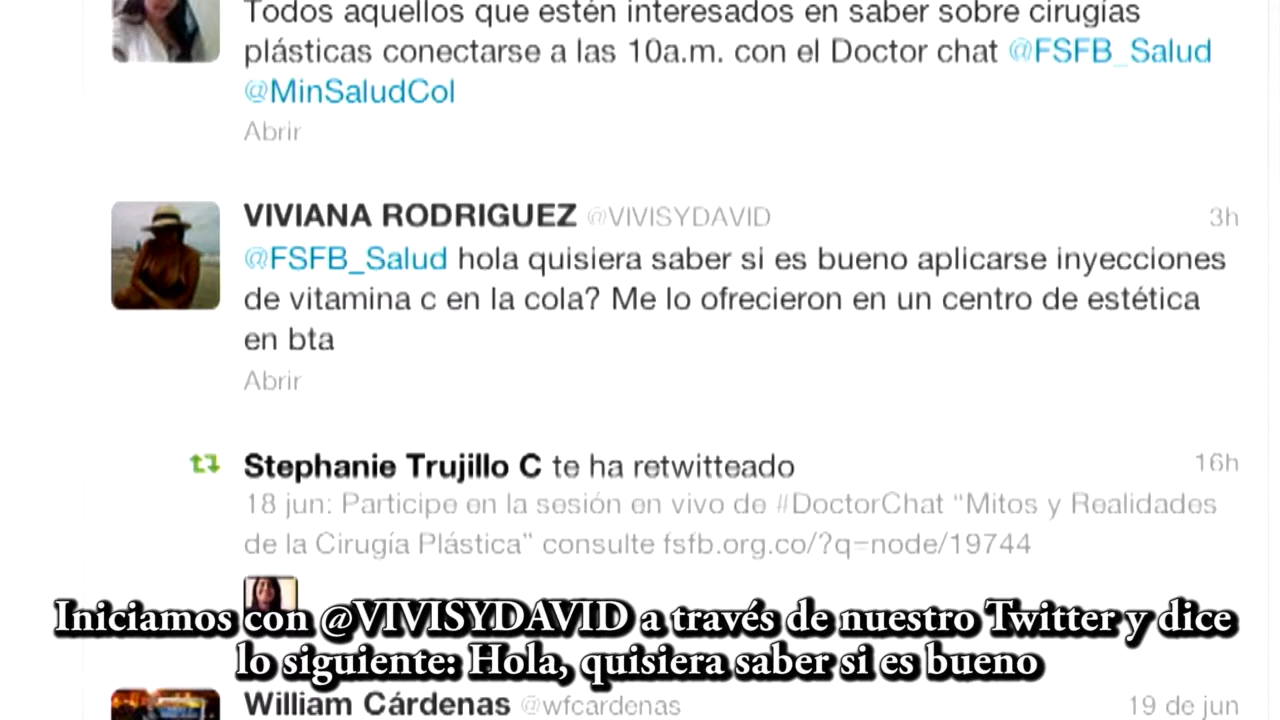 Todos aquellos que estén interesados en saber sobre cirugías
plásticas conectarse a las 10a.m. con el Doctor chat @FSFB_Salud
@MinSaludCol
Abrir
VIVIANA RODRIGUEZ @VIVISYDAVID 3h
@FSFB_Salud hola quisiera saber si es bueno aplicarse inyecciones
de vitamina c en la cola? Me lo ofrecieron en un centro de estética
en bta
Abrir
Stephanie Trujillo C te ha retwitteado 16h
18 jun: Participe en la sesión en vivo de #DoctorChat “Mitos y Realidades
de la Cirugía Plástica” consulte fsfb.org.co/?q=node/19744
Iniciamos con @VIVISYDAVID a través de nuestro Twitter y dice
lo siguiente: Hola, quisiera saber si es bueno
William Cárdenas @wfcardenas 19 de jun